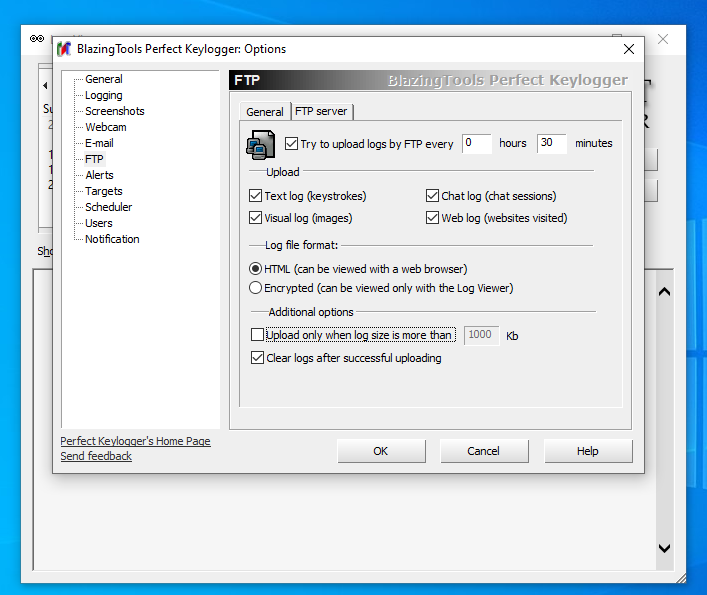 BlazingTools Perfect Keylogger: Options
General
Logging
Screenshots
Webcam
E-mail
FTP
Alerts
Targets
Scheduler
Users
Notification
FTP BlazingTools Perfect Keylogger
General FTP server
Try to upload logs by FTP every 0 hours 30 minutes
Upload
Text log (keystrokes) Chat log (chat sessions)
Visual log (images) Web log (websites visited)
Log file format:
HTML (can be viewed with a web browser)
Encrypted (can be viewed only with the Log Viewer)
Additional options
Upload only when log size is more than 1000 Kb
Clear logs after successful uploading
Perfect Keylogger's Home Page
Send feedback
OK Cancel Help